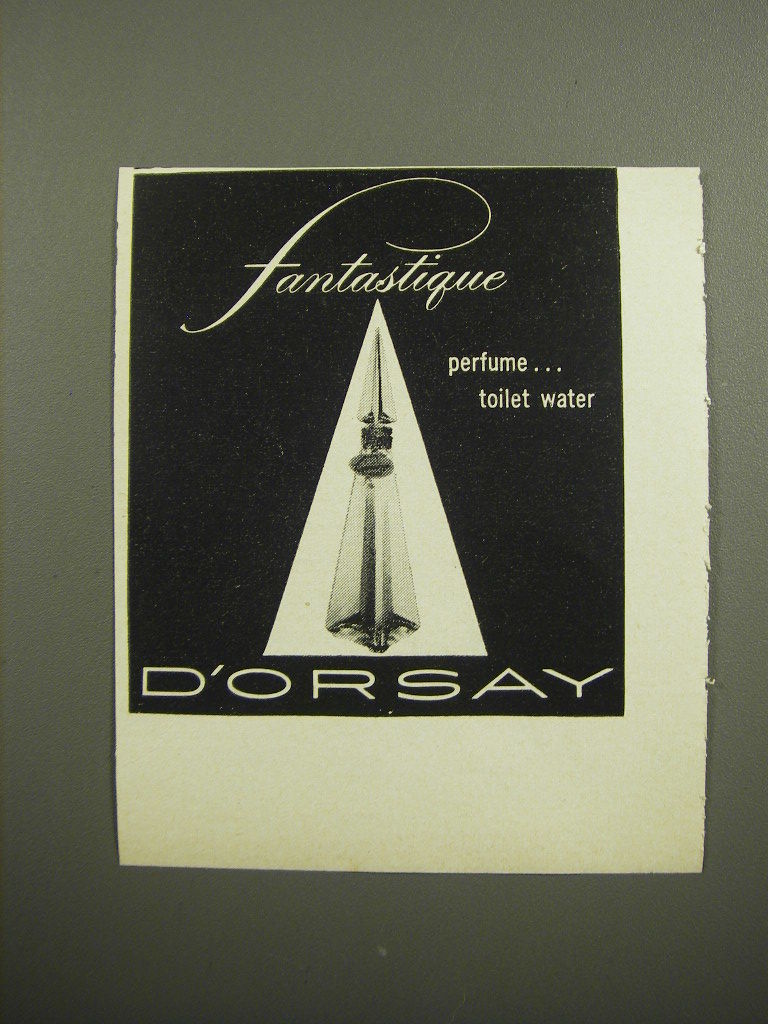 fantastique
perfume...
toilet water
D'ORSAY